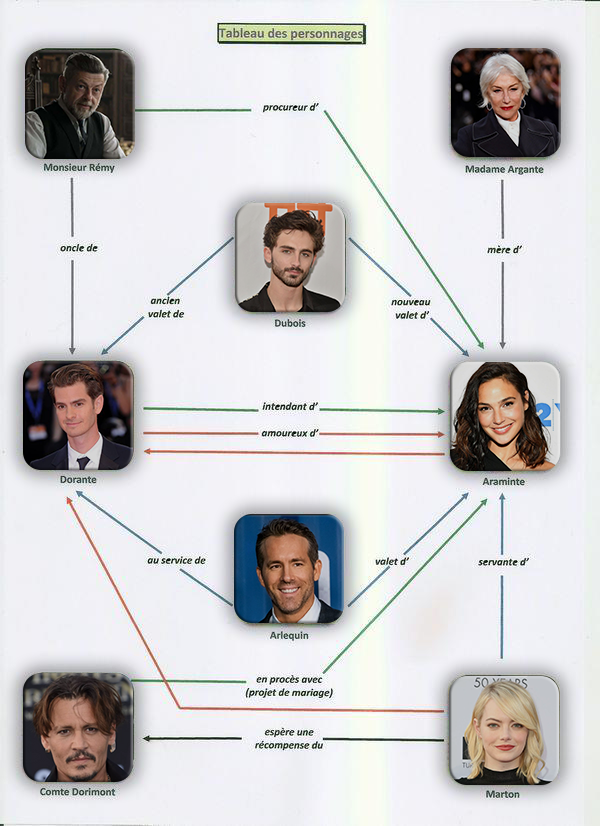 Tableau des personnages
procureur d'
Monsieur Rémy
Madame Argante
oncle de
mère d'
ancien
valet de
nouveau
valet d'
Dubois
intendant d'
amoureux d'
Dorante
Araminte
au service de
valet d'
servante d'
Arlequin
en procès avec
(projet de mariage)
50 YEARS
espère une
récompense du
Comte Dorimont
Marton